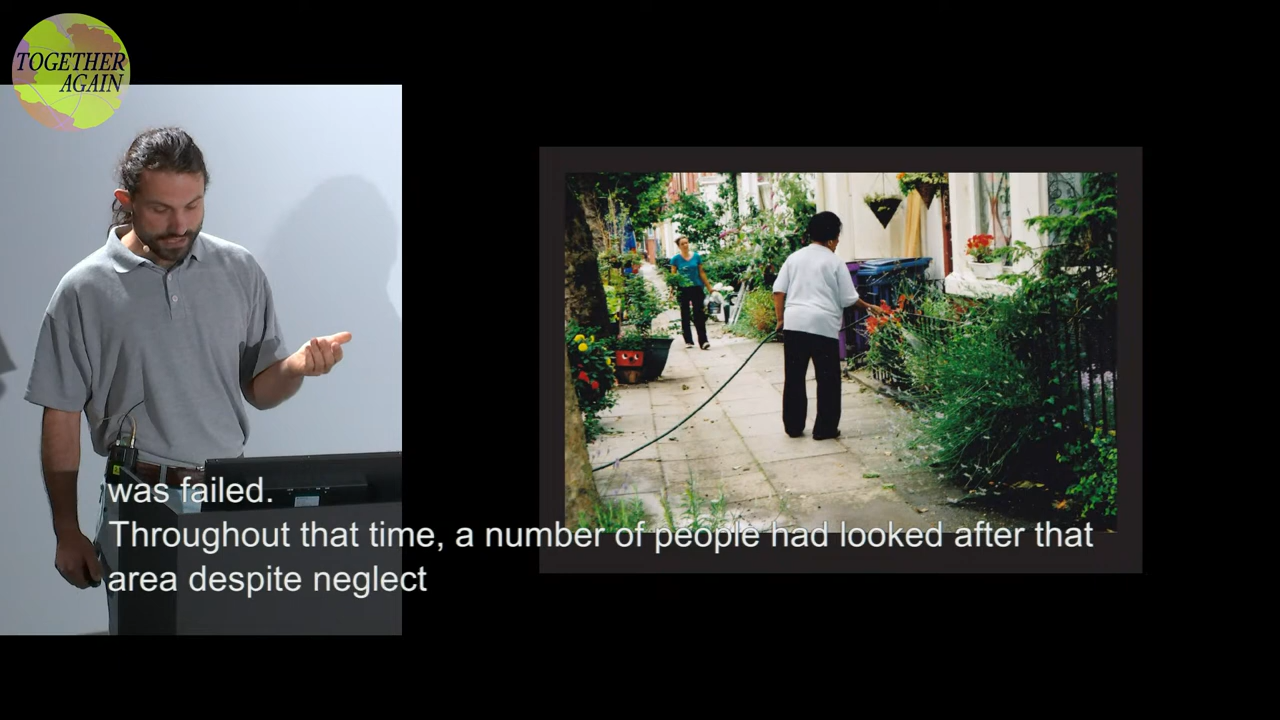 TOGETHER
AGAIN
was failed.
Throughout that time, a number of people had looked after that
area despite neglect